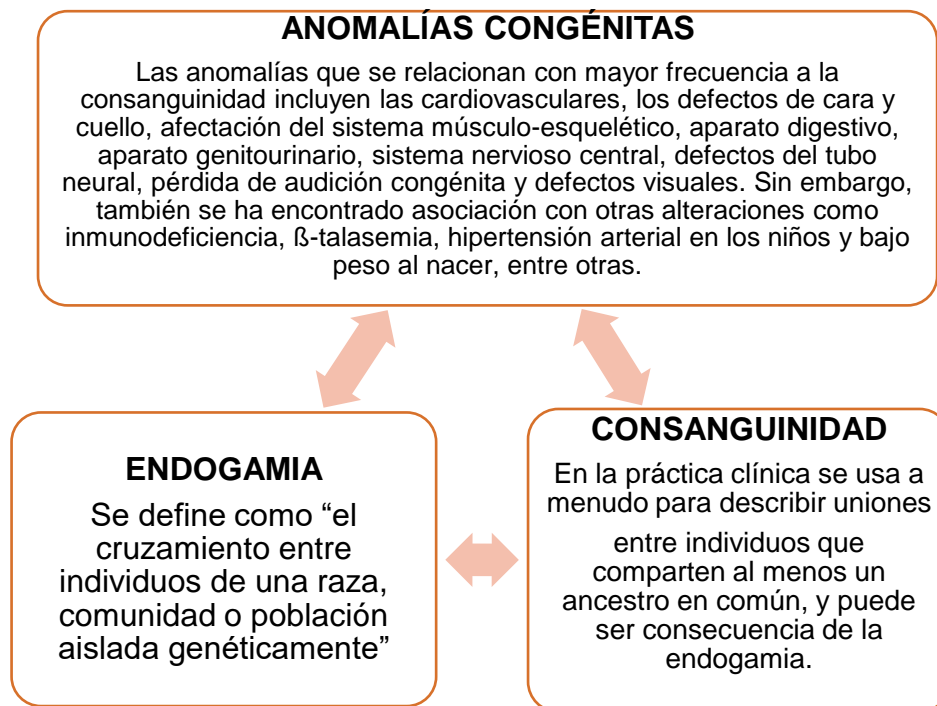 ANOMALÍAS CONGÉNITAS
Las anomalías que se relacionan con mayor frecuencia a la
consanguinidad incluyen las cardiovasculares, los defectos de cara y
cuello, afectación del sistema músculo-esquelético, aparato digestivo,
aparato genitourinario, sistema nervioso central, defectos del tubo
neural, pérdida de audición congénita y defectos visuales. Sin embargo,
también se ha encontrado asociación con otras alteraciones como
inmunodeficiencia, ß-talasemia, hipertensión arterial en los niños y bajo
peso al nacer, entre otras.
ENDOGAMIA
Se define como “el
cruzamiento entre
individuos de una raza,
comunidad o población
aislada genéticamente”
CONSANGUINIDAD
En la práctica clínica se usa a
menudo para describir uniones
entre individuos que
comparten al menos un
ancestro en común, y puede
ser consecuencia de la
endogamia.